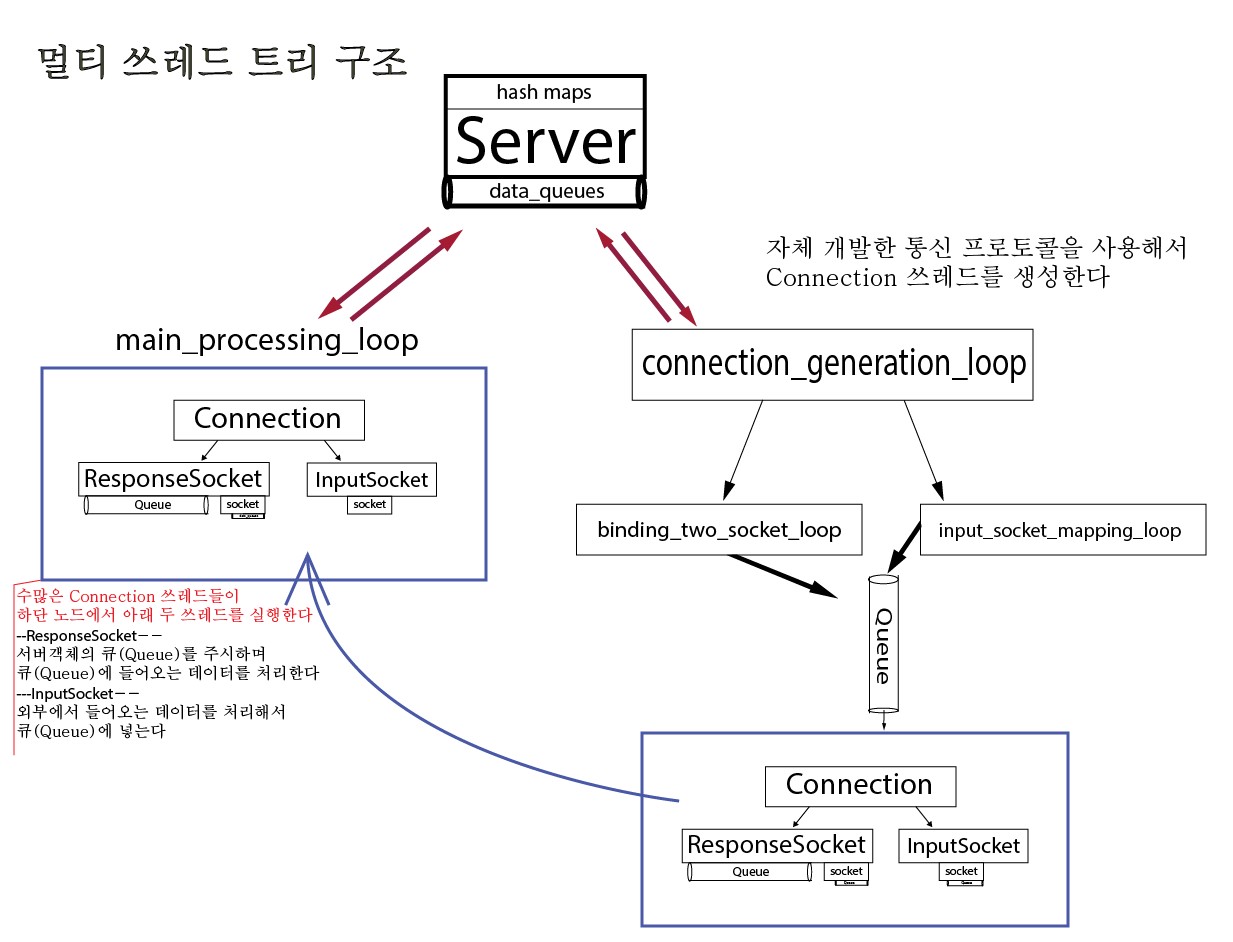 멀티 쓰레드 트리 구조
hash maps
Server
data_queues
자체 개발한 통신 프로토콜을 사용해서
Connection 쓰레드를 생성한다
main_processing_loop
connection_generation_loop
Connection
ResponseSocket
InputSocket
Queue
socket
socket
binding_two_socket_loop
input_socket_mapping_loop
수많은 Connection 쓰레드들이
하단 노드에서 아래 두 쓰레드를 실행한다
--ResponseSocket--
서버객체의 큐(Queue)를 주시하며
큐(Queue)에 들어오는 데이터를 처리한다
---InputSocket--
외부에서 들어오는 데이터를 처리해서
큐(Queue)에 넣는다
Queue
Connection
ResponseSocket
InputSocket
Queue
socket
Queue
socket
Queue